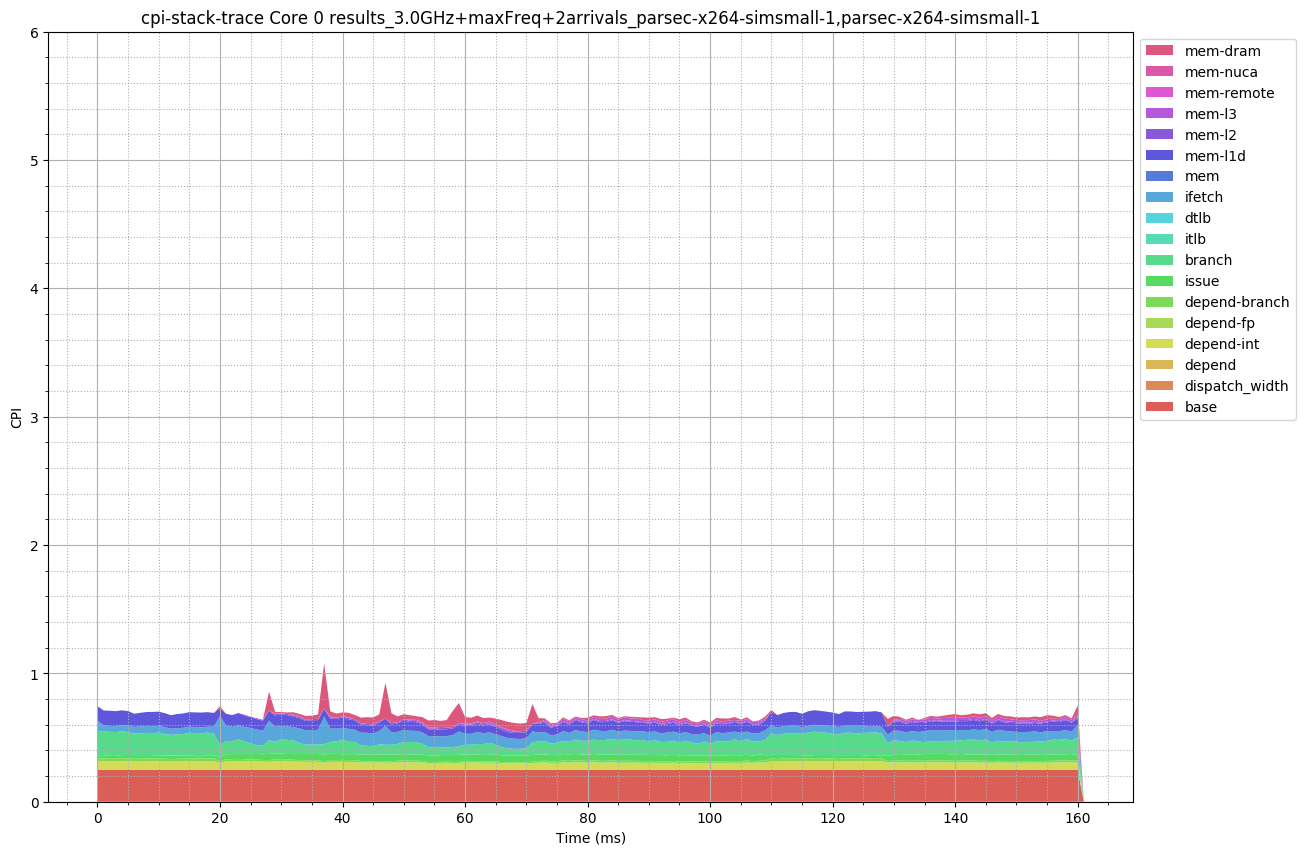 cpi-stack-trace Core 0 results_3.0GHz+maxFreq+2arrivals_parsec-x264-simsmall-1,parsec-x264-simsmall-1
6
5
4
3
2
1
0
CPI
0 20 40 60 80 100 120 140 160
Time (ms)
mem-dram
mem-nuca
mem-remote
mem-l3
mem-l2
mem-l1d
mem
ifetch
dtlb
itlb
branch
issue
depend-branch
depend-fp
depend-int
depend
dispatch_width
base